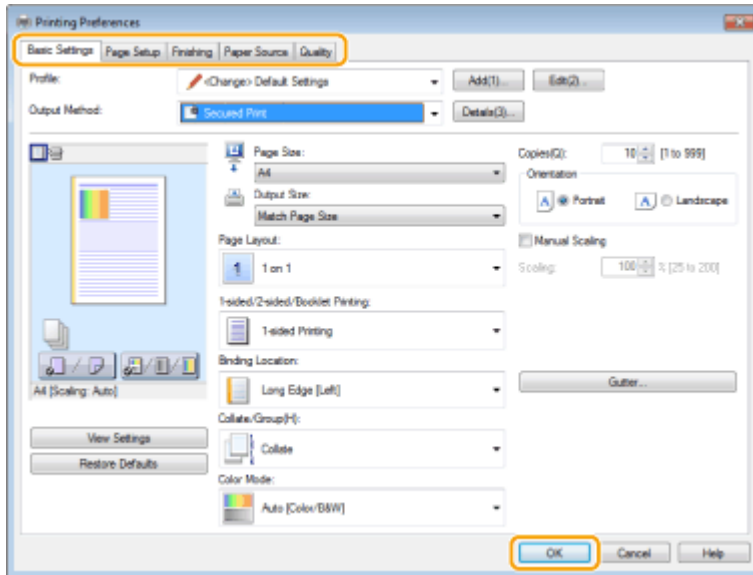 Printing Preferences
Basic Settings Page Setup Finishing Paper Source Quality
Profile: <Change> Default Settings Add(1)... Edit(2)...
Output Method: Secured Print Details(3)...
Page Size: Copies(Q): 10 [1 to 999]
A4 Orientation
Output Size: A Portrait A Landscape
Match Page Size
Page Layout: Manual Scaling
1 1 on 1 Scaling: 100 % [25 to 200]
1-sided/2-sided/Booklet Printing:
1-sided Printing
Binding Location:
A4 [Scaling: Auto] Long Edge [Left] Gutter...
Collate/Group(H):
View Settings Collate
Restore Defaults
Color Mode:
Auto [Color/B&W]
OK Cancel Help